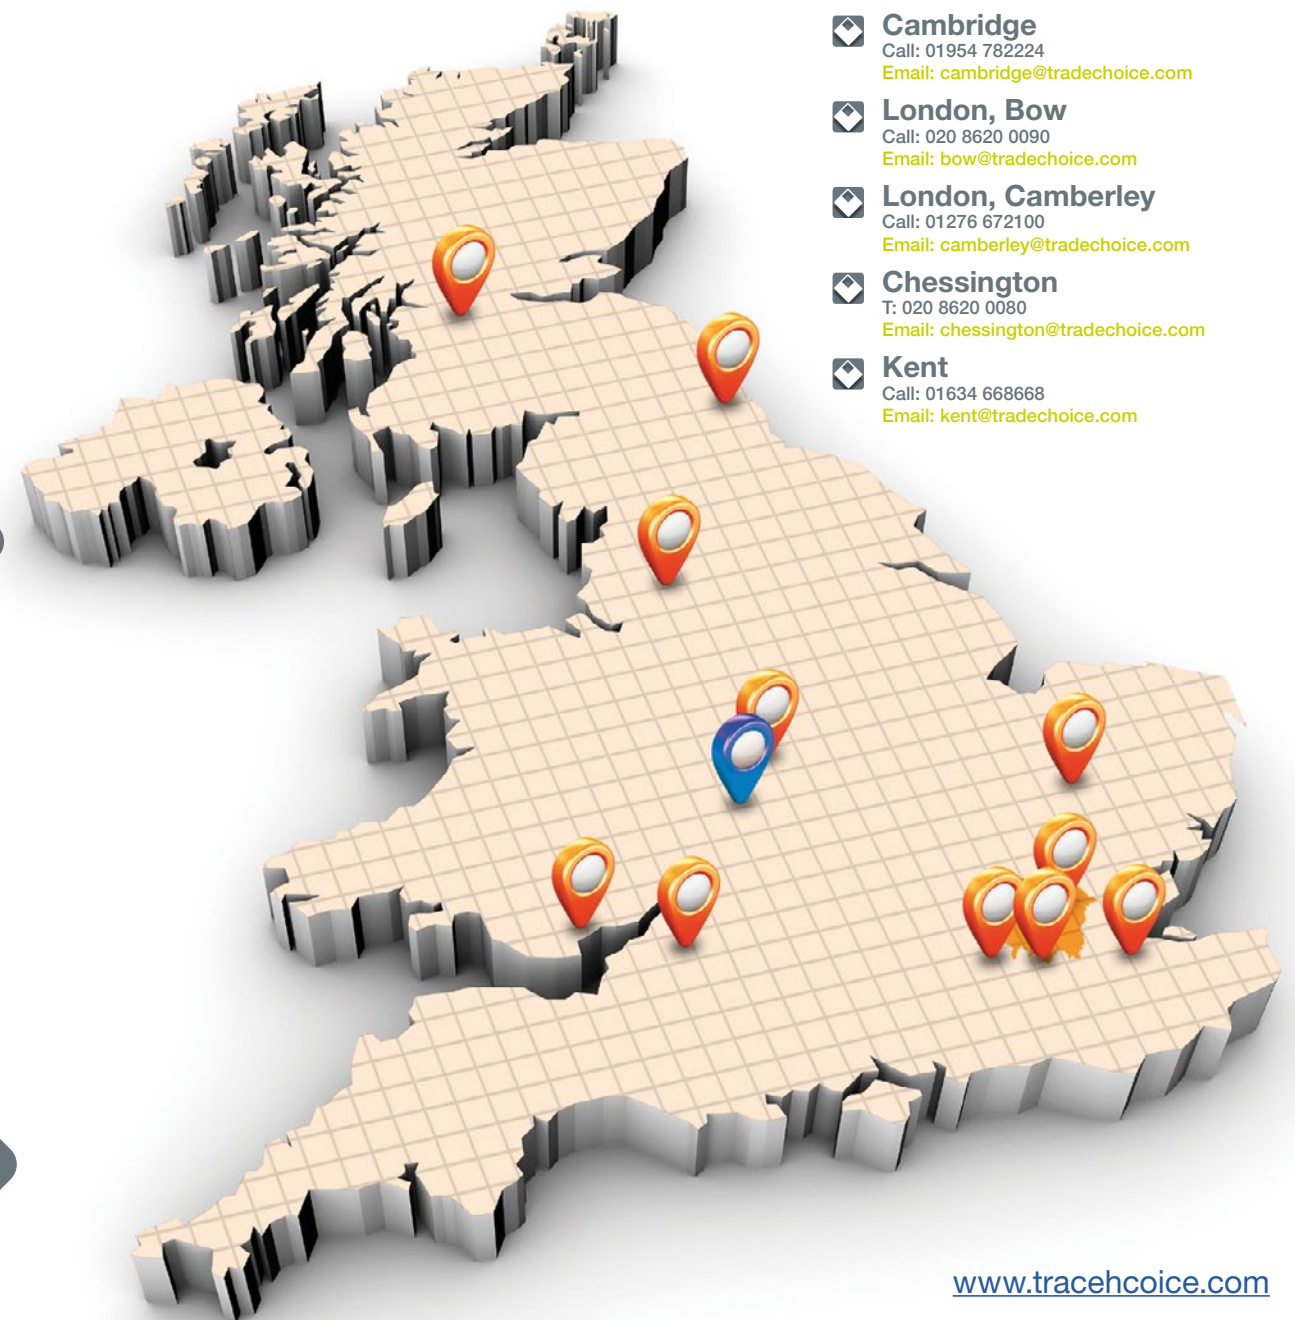 Cambridge
Call: 01954 782224
Email: cambridge@tradechoice.com
London, Bow
Call: 020 8620 0090
Email: bow@tradechoice.com
London, Camberley
Call: 01276 672100
Email: camberley@tradechoice.com
Chessington
T: 020 8620 0080
Email: chessington@tradechoice.com
Kent
Call: 01634 668668
Email: kent@tradechoice.com
www.tracehcoice.com